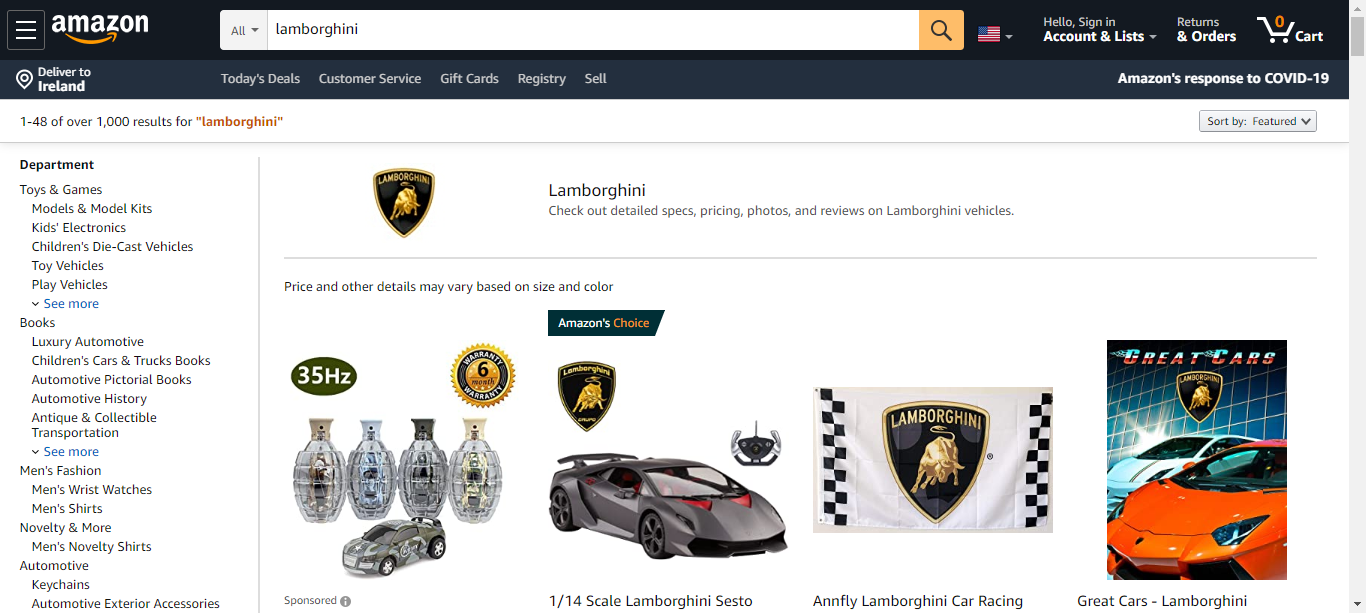 amazon
All
lamborghini
Hello, Sign in
Account & Lists
Returns
& Orders
0
Cart
Deliver to
Ireland
Today's Deals
Customer Service
Gift Cards
Registry
Sell
Amazon's response to COVID-19
1-48 of over 1,000 results for "lamborghini"
Sort by: Featured
Department
Toys & Games
Models & Model Kits
Kids' Electronics
Children's Die-Cast Vehicles
Toy Vehicles
Play Vehicles
See more
Books
Luxury Automotive
Children's Cars & Trucks Books
Automotive Pictorial Books
Automotive History
Antique & Collectible
Transportation
See more
Men's Fashion
Men's Wrist Watches
Men's Shirts
Novelty & More
Men's Novelty Shirts
Automotive
Keychains
Automotive Exterior Accessories
LAMBORGHINI
Lamborghini
Check out detailed specs, pricing, photos, and reviews on Lamborghini vehicles.
Price and other details may vary based on size and color
35Hz
WARRANTY
6
month
WARRANTY
Sponsored
Amazon's Choice
Lamborghini
1/14 Scale Lamborghini Sesto
LAMBORGHINI
®
Annfly Lamborghini Car Racing
GREAT CARS
LAMBORGHINI
Great Cars - Lamborghini